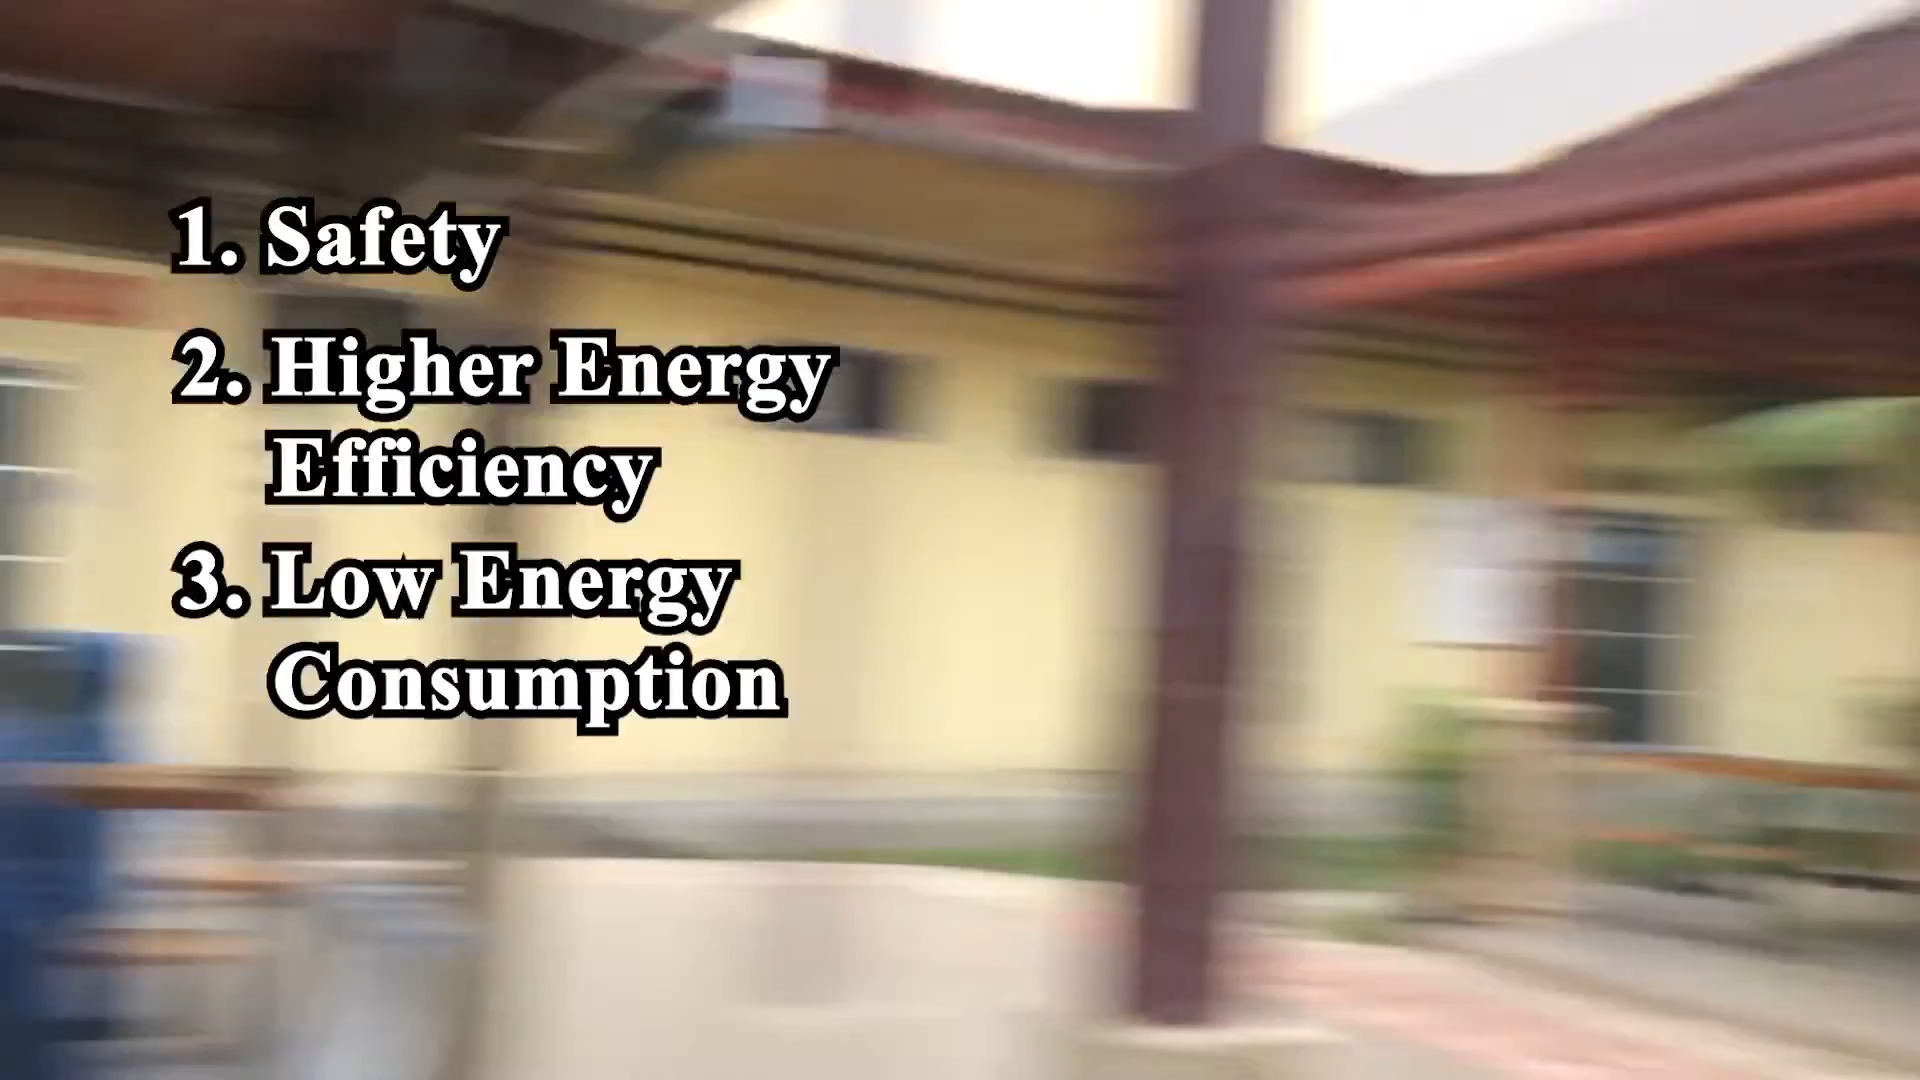 1. Safety
2. Higher Energy
Efficiency
3. Low Energy
Consumption